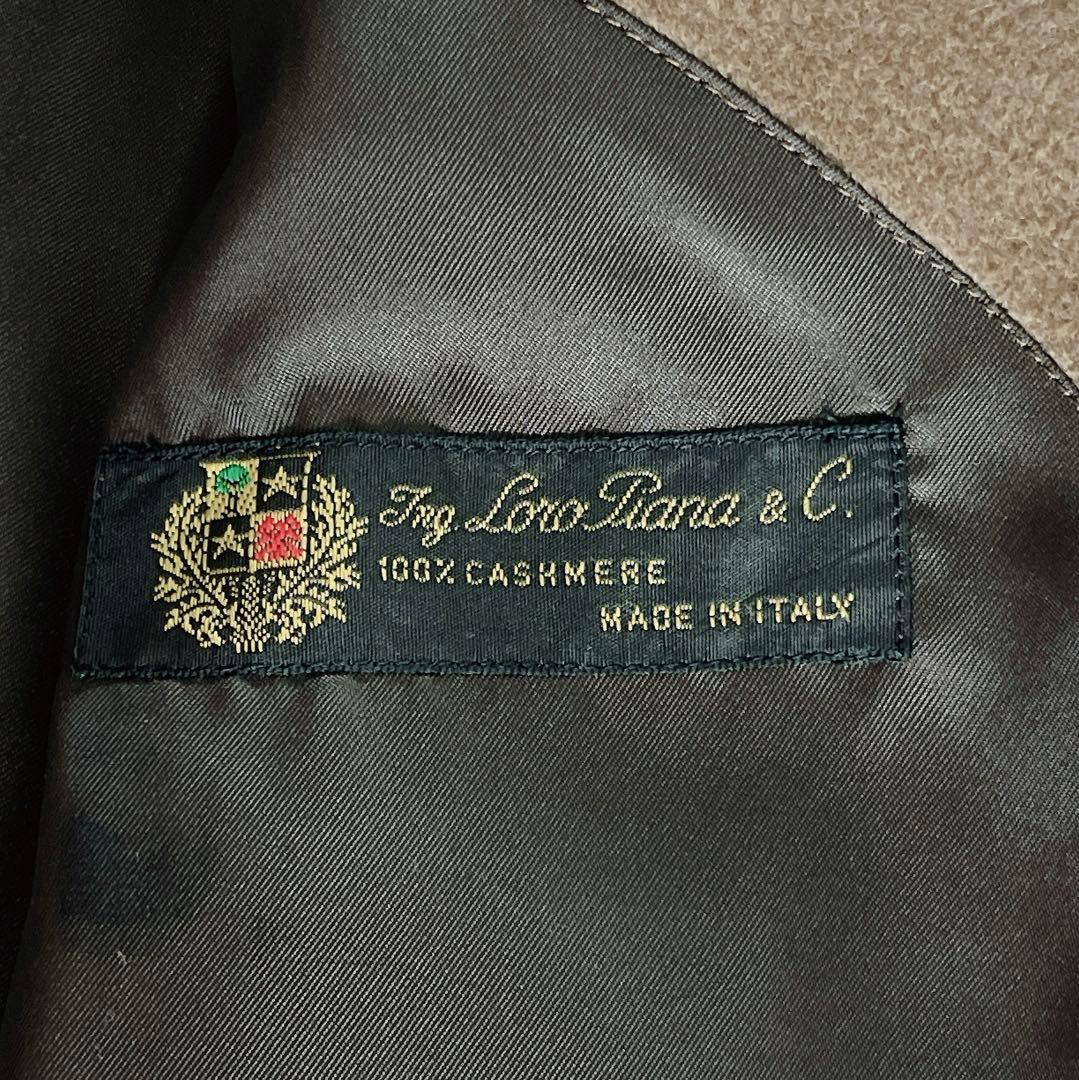 Ing Loro Piana & C.
100% CASHMERE
MADE IN ITALY